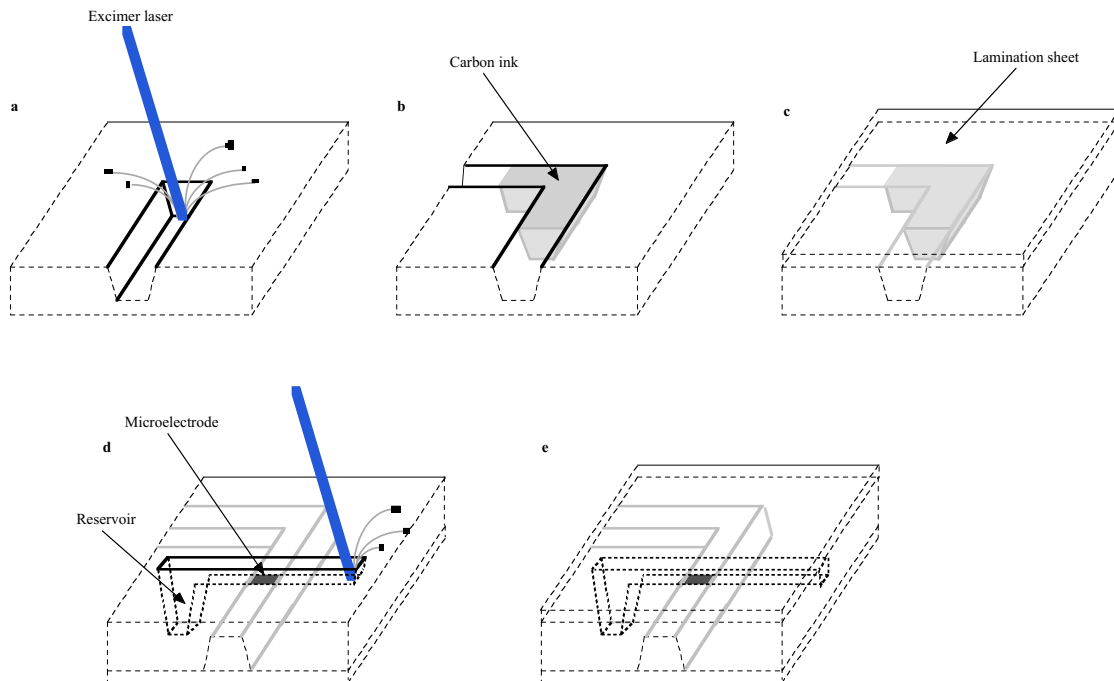 Excimer laser
a
b
Carbon ink
c
Lamination sheet
d
Microelectrode
Reservoir
e